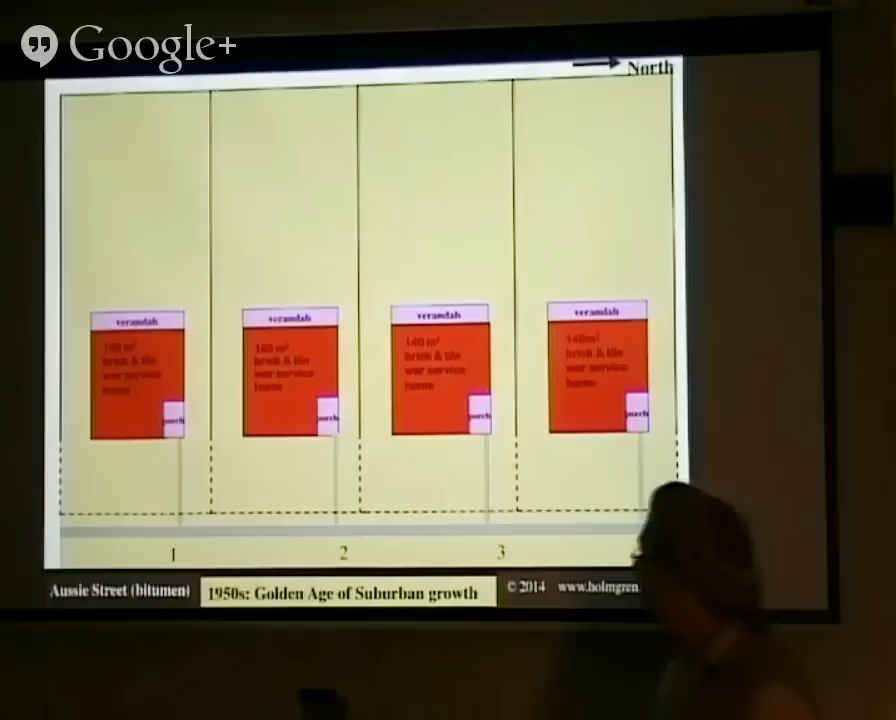 Google+
North
verandah
verandah
verandah
verandah
140 m²
brick & tile
war service
home
porch
140 m²
brick & tile
war service
home
porch
140 m²
brick & tile
war service
home
porch
140m²
brick & tile
war service
home
porch
1
2
3
Aussie Street (bitumen)
1950s: Golden Age of Suburban growth
© 2014 www.holmgren.